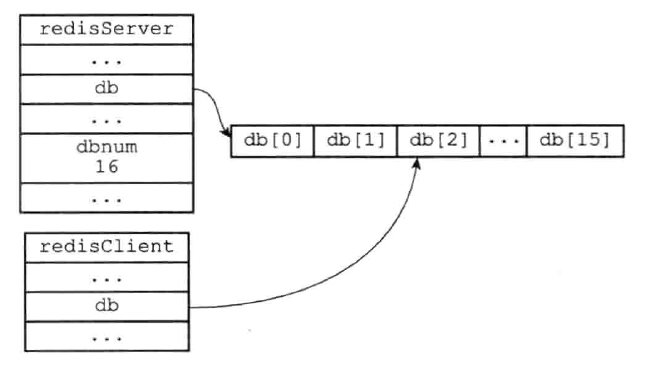 redisServer
...
db
...
dbnum
16
...
db[0] db[1] db[2] ... db[15]
redisClient
...
db
...